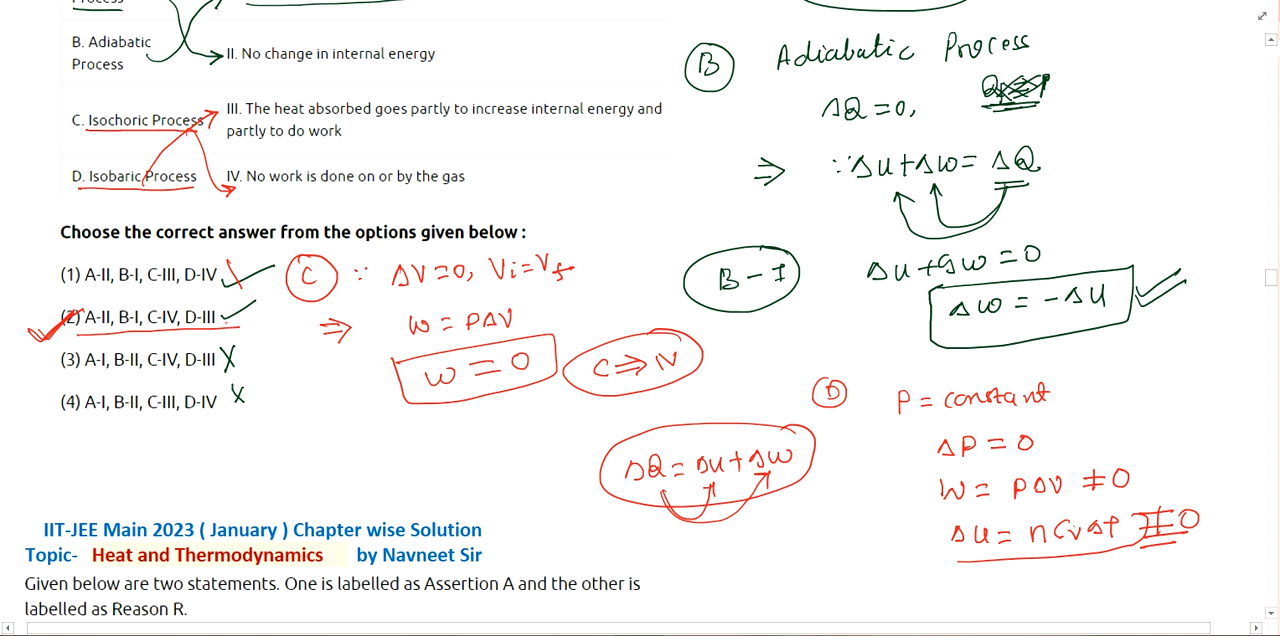 Process
B. Adiabatic
Process
II. No change in internal energy
C. Isochoric Process
III. The heat absorbed goes partly to increase internal energy and
partly to do work
D. Isobaric Process
IV. No work is done on or by the gas
Choose the correct answer from the options given below :
(1) A-II, B-I, C-III, D-IV
(2) A-II, B-I, C-IV, D-III
(3) A-I, B-II, C-IV, D-III
(4) A-I, B-II, C-III, D-IV
C ∵ ΔV=0, Vi=Vf
⇒ W = PΔV
W = 0
C ⇒ IV
B Adiabatic Process
ΔQ=0,
⇒ ∵ Δu+Δw= ΔQ
B-I
Δu+Δw=0
Δw = -Δu
D P = constant
ΔP = 0
W = PΔV ≠0
Δu = nCvΔT ≠0
ΔQ = Δu+Δw
IIT-JEE Main 2023 ( January ) Chapter wise Solution
Topic- Heat and Thermodynamics by Navneet Sir
Given below are two statements. One is labelled as Assertion A and the other is
labelled as Reason R.